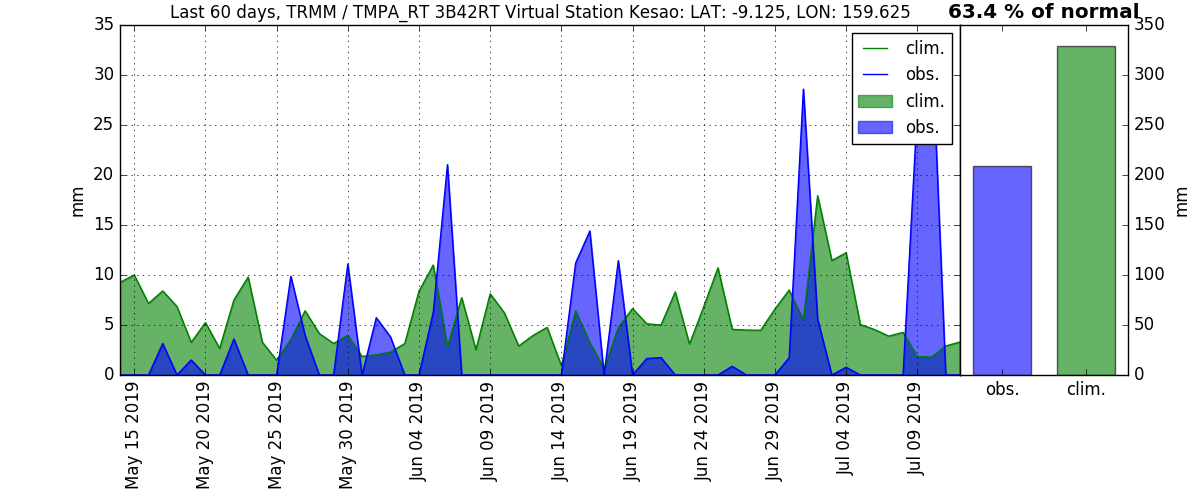 Last 60 days, TRMM / TMPA_RT 3B42RT Virtual Station Kesao: LAT: -9.125, LON: 159.625
63.4 % of normal
35
30
25
20
15
10
5
0
mm
clim.
obs.
clim.
obs.
May 15 2019
May 20 2019
May 25 2019
May 30 2019
Jun 04 2019
Jun 09 2019
Jun 14 2019
Jun 19 2019
Jun 24 2019
Jun 29 2019
Jul 04 2019
Jul 09 2019
350
300
250
200
150
100
50
0
mm
obs.
clim.